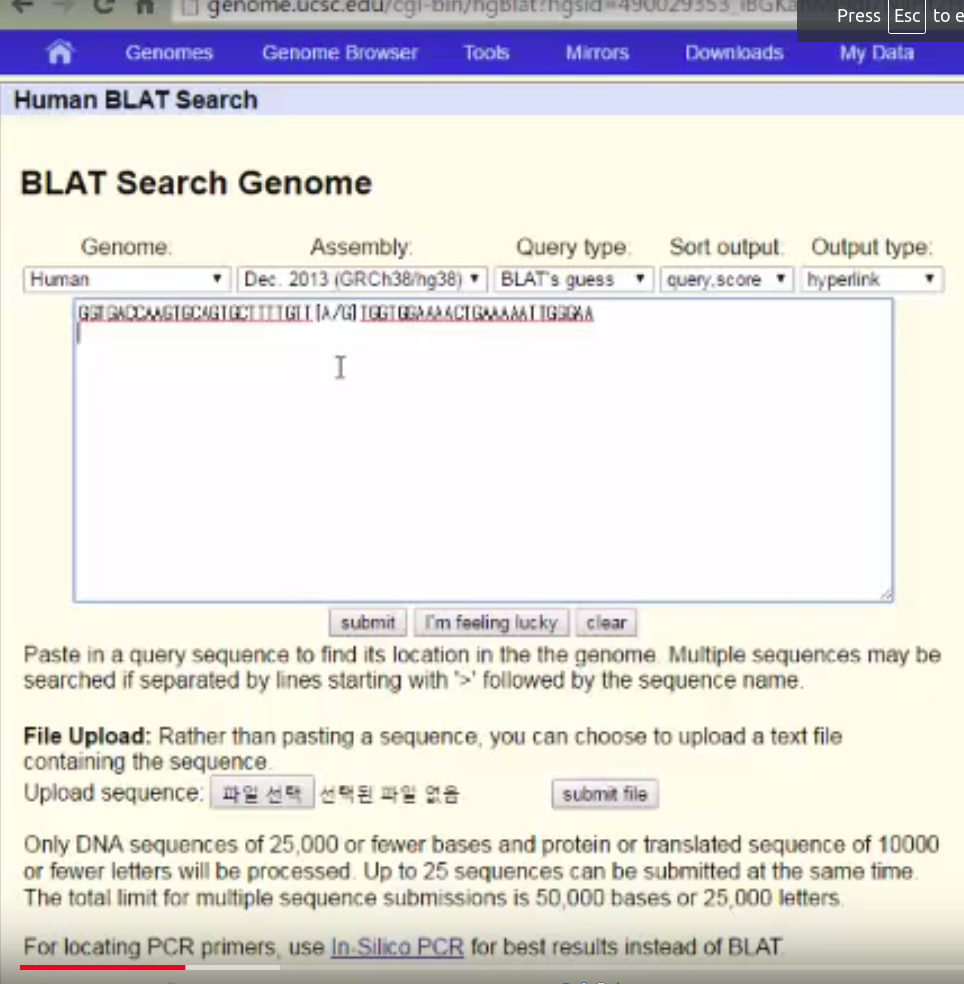 genome.ucsc.edu/cgi-bin/hgBlat?hgsid=490029353_
Press Esc to e
Genomes Genome Browser Tools Mirrors Downloads My Data
Human BLAT Search
BLAT Search Genome
Genome: Assembly: Query type: Sort output: Output type:
Human Dec. 2013 (GRCh38/hg38) BLAT's guess query,score hyperlink
GGTGACCAAGTGCAGTGCTTTTGTT[A/G]TGGTGGAAAACTGAAAAATTGGGAA
submit I'm feeling lucky clear
Paste in a query sequence to find its location in the the genome. Multiple sequences may be
searched if separated by lines starting with '>' followed by the sequence name.
File Upload: Rather than pasting a sequence, you can choose to upload a text file
containing the sequence.
Upload sequence: 파일 선택 선택된 파일 없음 submit file
Only DNA sequences of 25,000 or fewer bases and protein or translated sequence of 10000
or fewer letters will be processed. Up to 25 sequences can be submitted at the same time.
The total limit for multiple sequence submissions is 50,000 bases or 25,000 letters.
For locating PCR primers, use In-Silico PCR for best results instead of BLAT.